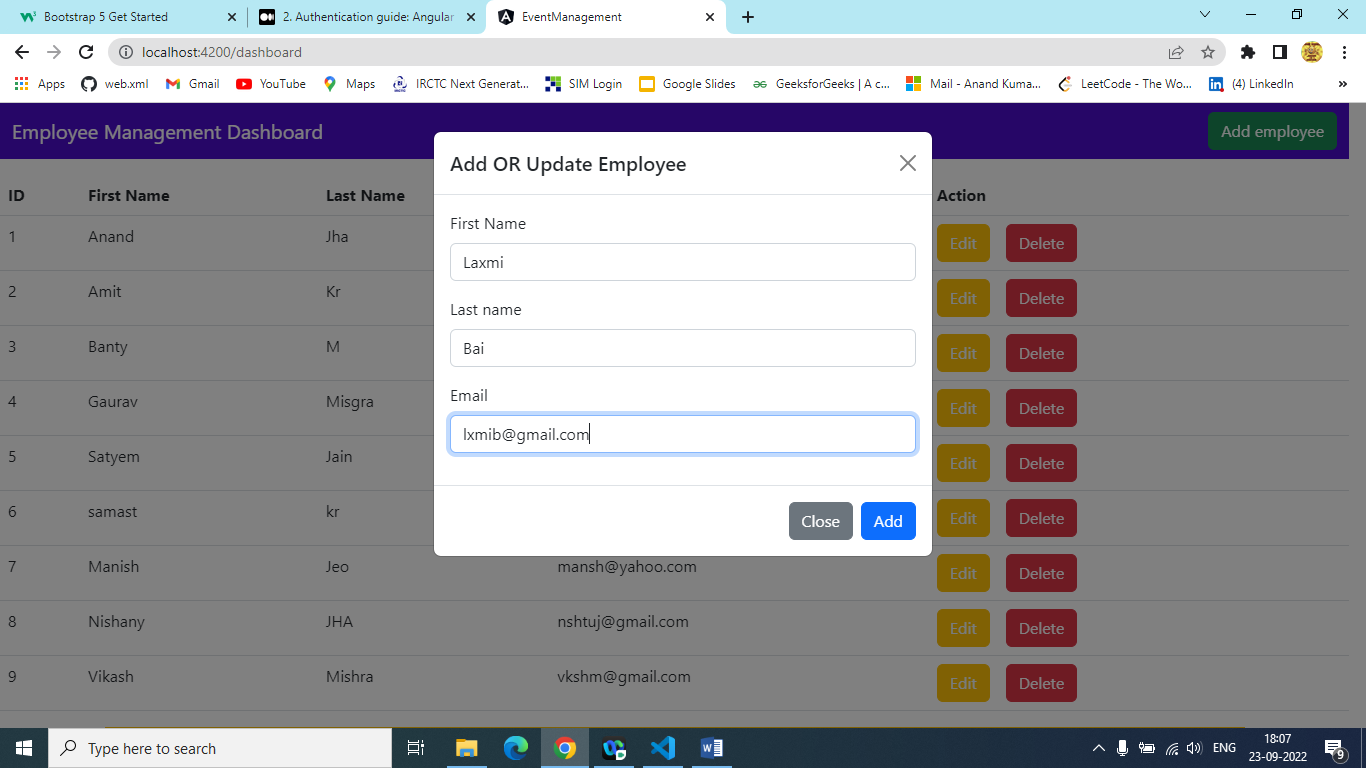 Bootstrap 5 Get Started
2. Authentication guide: Angular
EventManagement
localhost:4200/dashboard
Apps web.xml Gmail YouTube Maps IRCTC Next Generat... SIM Login Google Slides GeeksforGeeks | A c... Mail - Anand Kuma... LeetCode - The Wo... (4) LinkedIn »
Employee Management Dashboard
Add employee
ID First Name Last Name Action
1 Anand Jha Edit Delete
2 Amit Kr Edit Delete
3 Banty M Edit Delete
4 Gaurav Misgra Edit Delete
5 Satyem Jain Edit Delete
6 samast kr Edit Delete
7 Manish Jeo mansh@yahoo.com Edit Delete
8 Nishany JHA nshtuj@gmail.com Edit Delete
9 Vikash Mishra vkshm@gmail.com Edit Delete
Add OR Update Employee
First Name
Laxmi
Last name
Bai
Email
lxmib@gmail.com
Close Add
Type here to search
ENG
18:07
23-09-2022
9